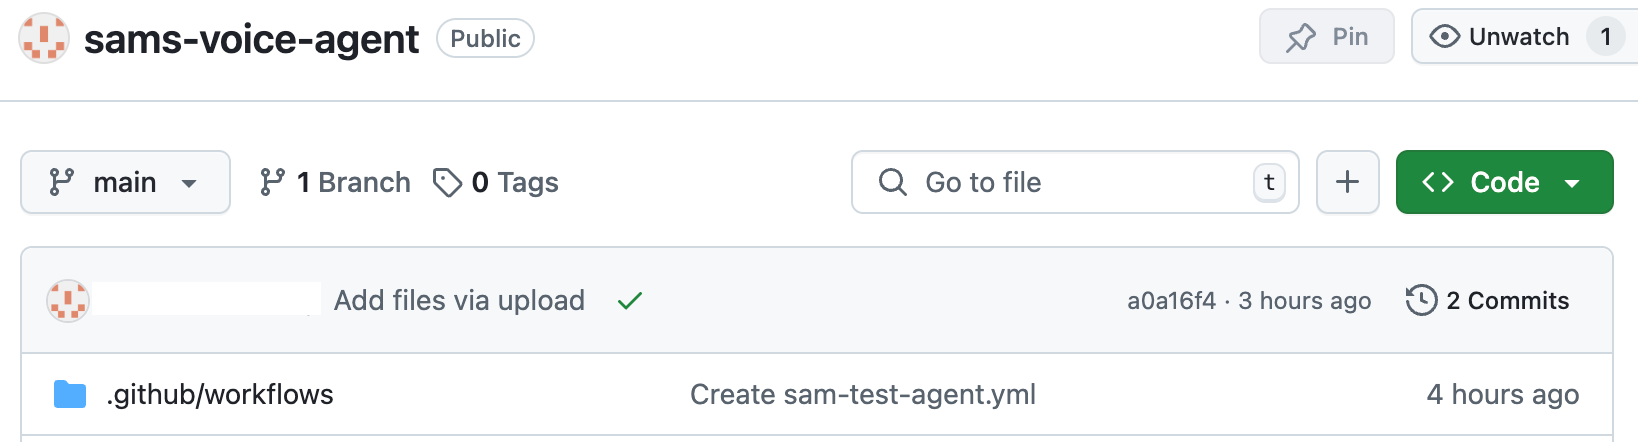 sams-voice-agent Public Pin Unwatch 1
main 1 Branch 0 Tags Go to file t Code
Add files via upload a0a16f4 · 3 hours ago 2 Commits
.github/workflows Create sam-test-agent.yml 4 hours ago